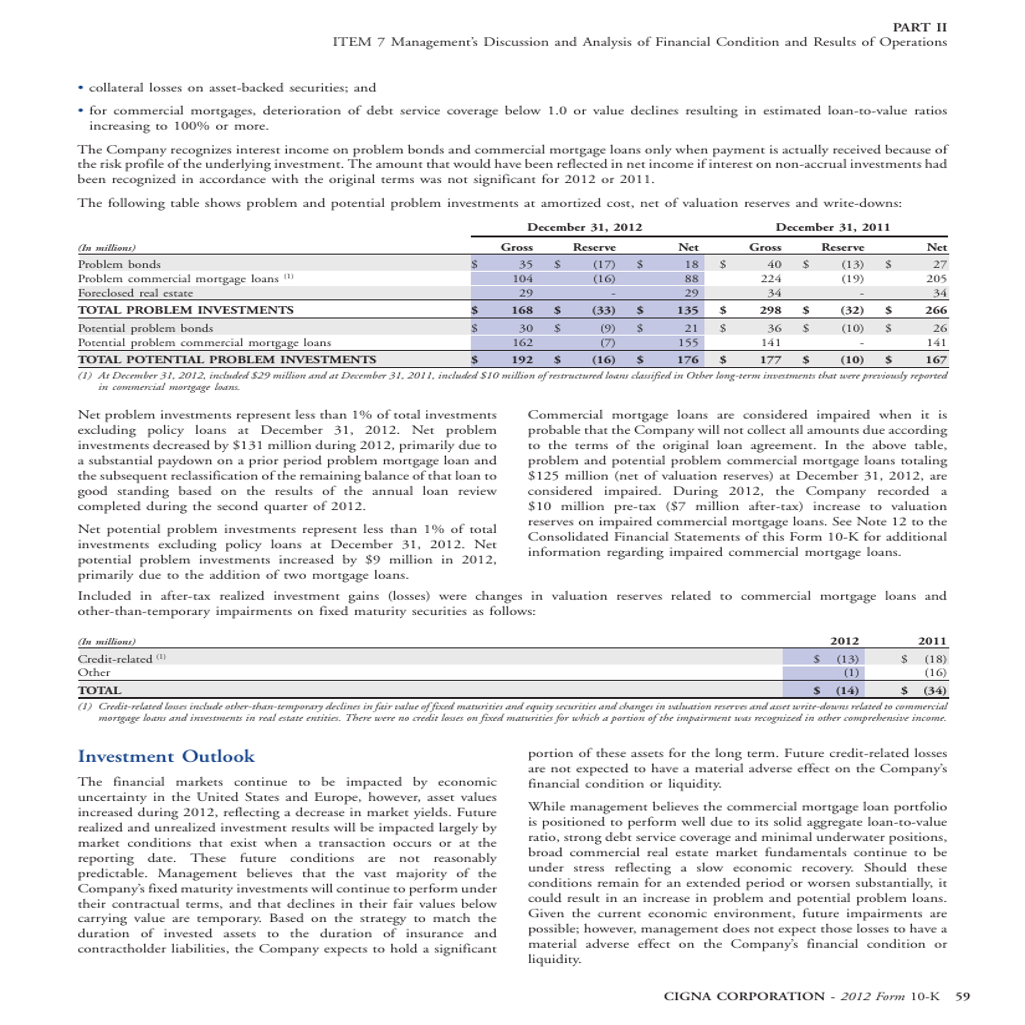 PART II
ITEM 7 Management's Discussion and Analysis of Financial Condition and Results of Operations
• collateral losses on asset-backed securities; and
• for commercial mortgages, deterioration of debt service coverage below 1.0 or value declines resulting in estimated loan-to-value ratios
increasing to 100% or more.
The Company recognizes interest income on problem bonds and commercial mortgage loans only when payment is actually received because of
the risk profile of the underlying investment. The amount that would have been reflected in net income if interest on non-accrual investments had
been recognized in accordance with the original terms was not significant for 2012 or 2011.
The following table shows problem and potential problem investments at amortized cost, net of valuation reserves and write-downs:
December 31, 2012 December 31, 2011
(In millions) Gross Reserve Net Gross Reserve Net
Problem bonds $ 35 $ (17) $ 18 $ 40 $ (13) $ 27
Problem commercial mortgage loans (1) 104 (16) 88 224 (19) 205
Foreclosed real estate 29 - 29 34 - 34
TOTAL PROBLEM INVESTMENTS $ 168 $ (33) $ 135 $ 298 $ (32) $ 266
Potential problem bonds $ 30 $ (9) $ 21 $ 36 $ (10) $ 26
Potential problem commercial mortgage loans 162 (7) 155 141 - 141
TOTAL POTENTIAL PROBLEM INVESTMENTS $ 192 $ (16) $ 176 $ 177 $ (10) $ 167
(1) At December 31, 2012, included $29 million and at December 31, 2011, included $10 million of restructured loans classified in Other long-term investments that were previously reported
in commercial mortgage loans.
Net problem investments represent less than 1% of total investments
excluding policy loans at December 31, 2012. Net problem
investments decreased by $131 million during 2012, primarily due to
a substantial paydown on a prior period problem mortgage loan and
the subsequent reclassification of the remaining balance of that loan to
good standing based on the results of the annual loan review
completed during the second quarter of 2012.
Net potential problem investments represent less than 1% of total
investments excluding policy loans at December 31, 2012. Net
potential problem investments increased by $9 million in 2012,
primarily due to the addition of two mortgage loans.
Commercial mortgage loans are considered impaired when it is
probable that the Company will not collect all amounts due according
to the terms of the original loan agreement. In the above table,
problem and potential problem commercial mortgage loans totaling
$125 million (net of valuation reserves) at December 31, 2012, are
considered impaired. During 2012, the Company recorded a
$10 million pre-tax ($7 million after-tax) increase to valuation
reserves on impaired commercial mortgage loans. See Note 12 to the
Consolidated Financial Statements of this Form 10-K for additional
information regarding impaired commercial mortgage loans.
Included in after-tax realized investment gains (losses) were changes in valuation reserves related to commercial mortgage loans and
other-than-temporary impairments on fixed maturity securities as follows:
(In millions) 2012 2011
Credit-related (1) $ (13) $ (18)
Other (1) (16)
TOTAL $ (14) $ (34)
(1) Credit-related losses include other-than-temporary declines in fair value of fixed maturities and equity securities and changes in valuation reserves and asset write-downs related to commercial
mortgage loans and investments in real estate entities. There were no credit losses on fixed maturities for which a portion of the impairment was recognized in other comprehensive income.
Investment Outlook
The financial markets continue to be impacted by economic
uncertainty in the United States and Europe, however, asset values
increased during 2012, reflecting a decrease in market yields. Future
realized and unrealized investment results will be impacted largely by
market conditions that exist when a transaction occurs or at the
reporting date. These future conditions are not reasonably
predictable. Management believes that the vast majority of the
Company's fixed maturity investments will continue to perform under
their contractual terms, and that declines in their fair values below
carrying value are temporary. Based on the strategy to match the
duration of invested assets to the duration of insurance and
contractholder liabilities, the Company expects to hold a significant
portion of these assets for the long term. Future credit-related losses
are not expected to have a material adverse effect on the Company's
financial condition or liquidity.
While management believes the commercial mortgage loan portfolio
is positioned to perform well due to its solid aggregate loan-to-value
ratio, strong debt service coverage and minimal underwater positions,
broad commercial real estate market fundamentals continue to be
under stress reflecting a slow economic recovery. Should these
conditions remain for an extended period or worsen substantially, it
could result in an increase in problem and potential problem loans.
Given the current economic environment, future impairments are
possible; however, management does not expect those losses to have a
material adverse effect on the Company's financial condition or
liquidity.
CIGNA CORPORATION - 2012 Form 10-K 59